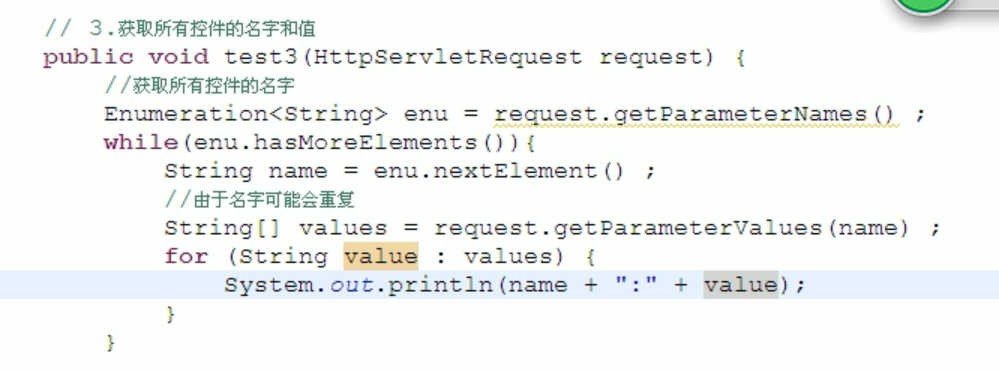 // 3.获取所有控件的名字和值
public void test3(HttpServletRequest request) {
//获取所有控件的名字
Enumeration<String> enu = request.getParameterNames() ;
while(enu.hasMoreElements()){
String name = enu.nextElement() ;
//由于名字可能会重复
String[] values = request.getParameterValues(name) ;
for (String value : values) {
System.out.println(name + ":" + value);
}
}